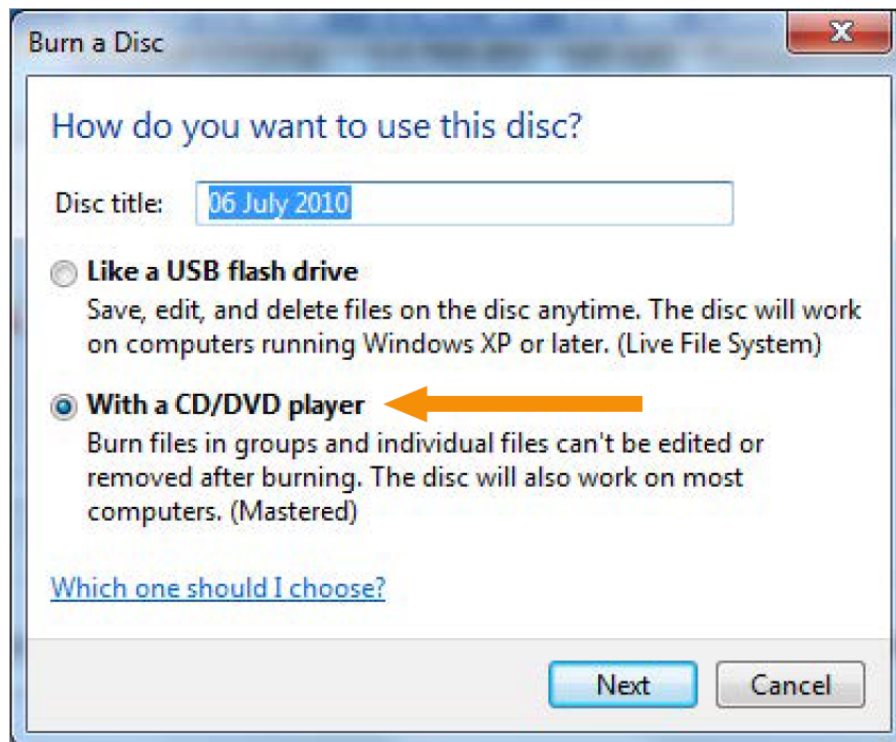 Burn a Disc
How do you want to use this disc?
Disc title: 06 July 2010
Like a USB flash drive
Save, edit, and delete files on the disc anytime. The disc will work
on computers running Windows XP or later. (Live File System)
With a CD/DVD player
Burn files in groups and individual files can't be edited or
removed after burning. The disc will also work on most
computers. (Mastered)
Which one should I choose?
Next Cancel